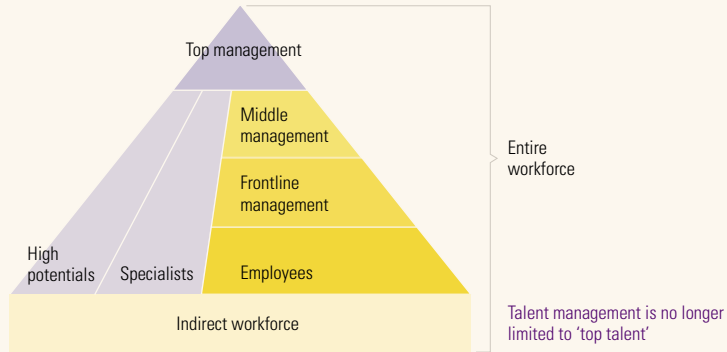 Top management
Middle
management
Frontline
management
High
potentials
Specialists
Employees
Indirect workforce
Entire
workforce
Talent management is no longer
limited to ‘top talent’